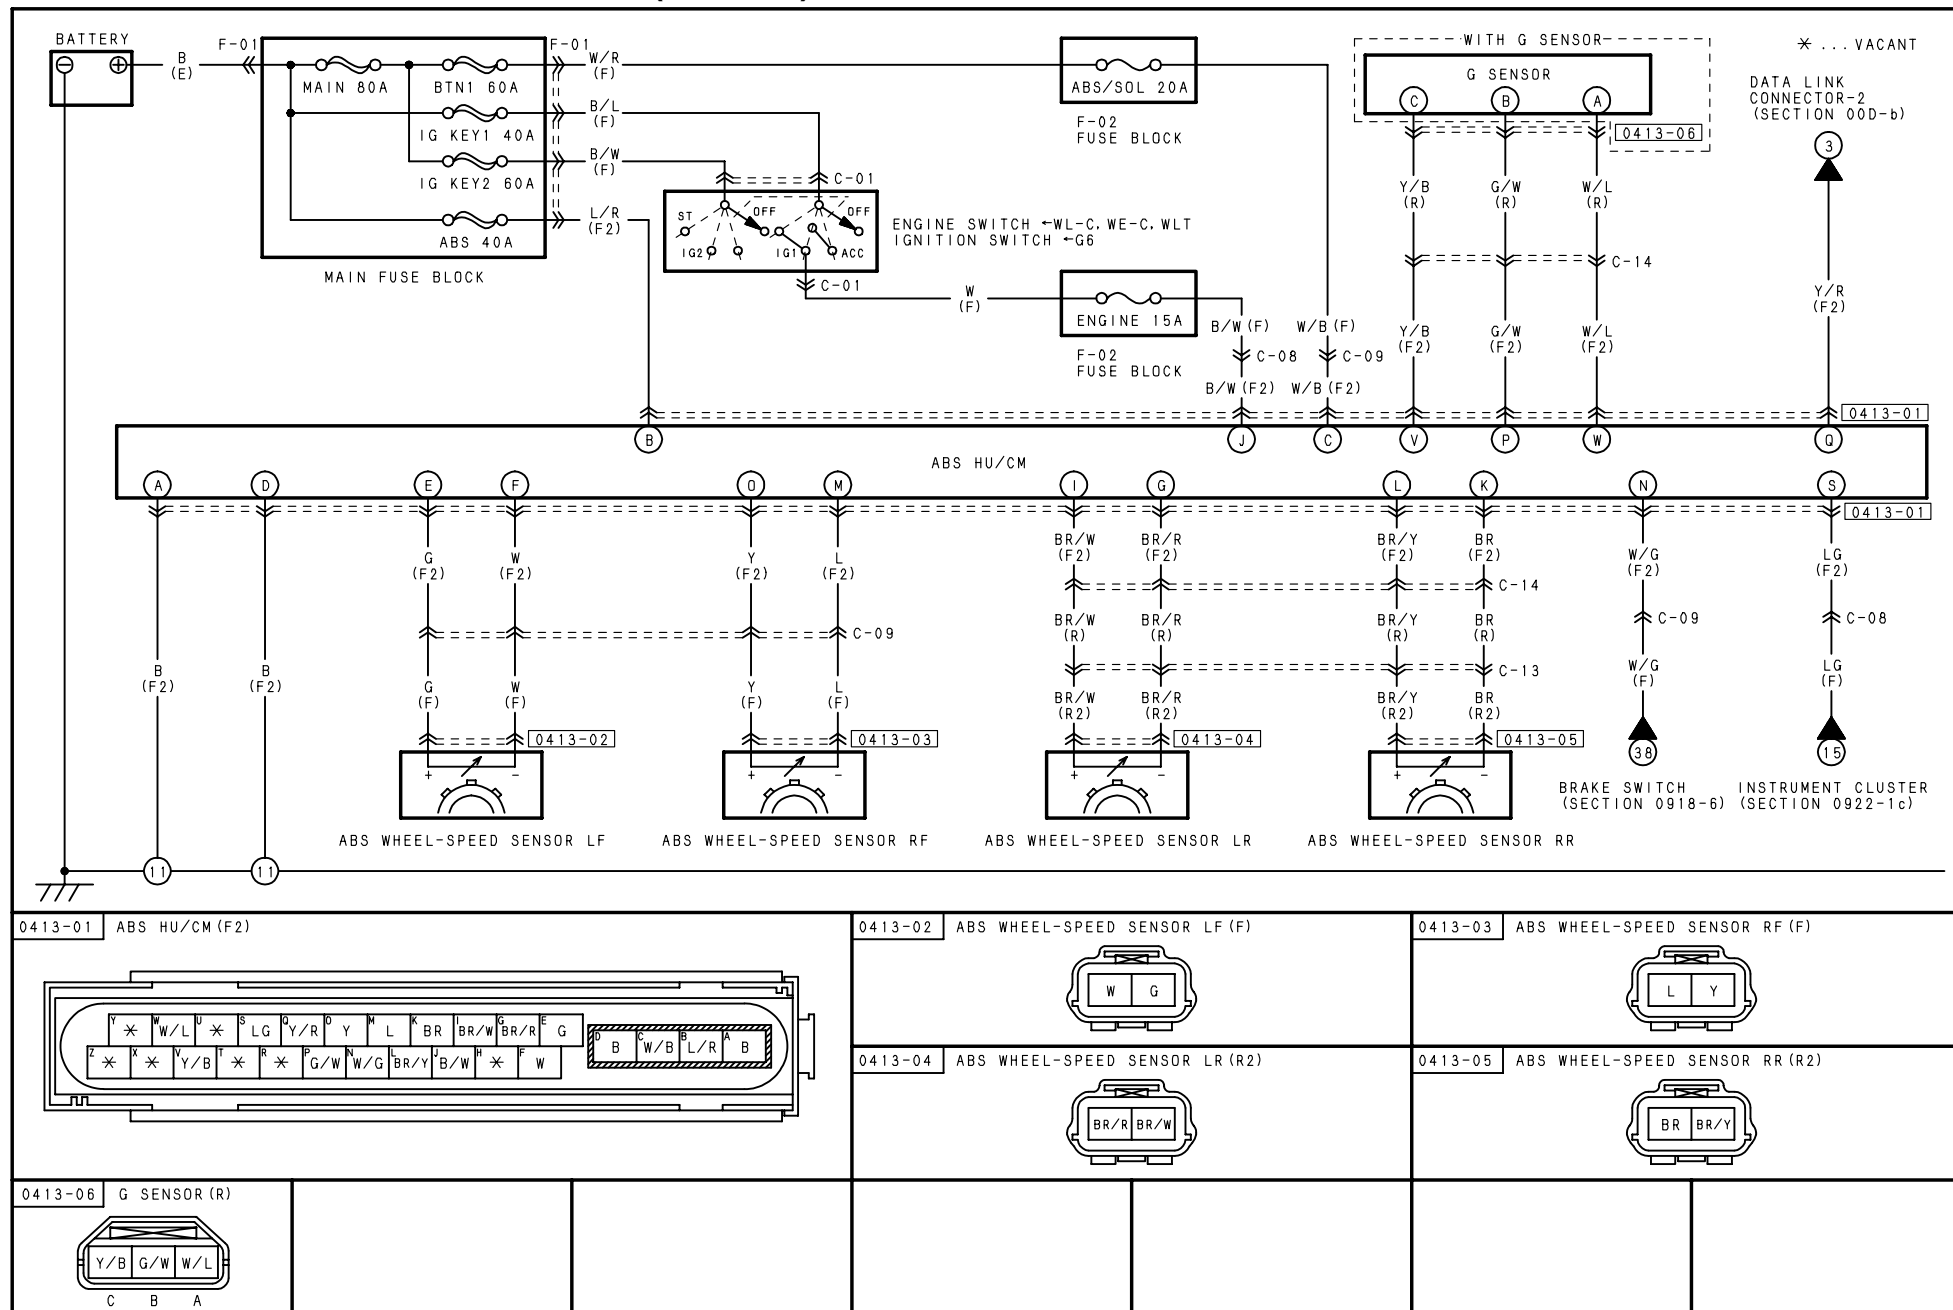 BATTERY
B
(E)
F-01
MAIN 80A
BTN1 60A
IG KEY1 40A
IG KEY2 60A
ABS 40A
MAIN FUSE BLOCK
F-01
W/R
(F)
B/L
(F)
B/W
(F)
L/R
(F2)
C-01
ST
OFF
OFF
IG2
IG1
ACC
C-01
ENGINE SWITCH ←WL-C, WE-C, WLT
IGNITION SWITCH ←G6
W
(F)
ABS/SOL 20A
F-02
FUSE BLOCK
ENGINE 15A
F-02
FUSE BLOCK
B/W(F) W/B(F)
C-08 C-09
B/W(F2) W/B(F2)
WITH G SENSOR
G SENSOR
C B A
0413-06
Y/B G/W W/L
(R) (R) (R)
C-14
Y/B G/W W/L
(F2) (F2) (F2)
* ... VACANT
DATA LINK
CONNECTOR-2
(SECTION 00D-b)
3
Y/R
(F2)
0413-01
B J C V P W Q
ABS HU/CM
A D E F O M I G L K N S
0413-01
G W Y L BR/W BR/R BR/Y BR W/G LG
(F2) (F2) (F2) (F2) (F2) (F2) (F2) (F2) (F2) (F2)
C-14
C-09
BR/W BR/R BR/Y BR
(R) (R) (R) (R)
C-09
C-08
C-13
B B
(F2) (F2)
G W Y L BR/W BR/R BR/Y BR
(F) (F) (F) (F) (R2) (R2) (R2) (R2)
W/G LG
(F) (F)
0413-02 0413-03 0413-04 0413-05
+ - + - + - + -
38 15
BRAKE SWITCH
(SECTION 0918-6)
INSTRUMENT CLUSTER
(SECTION 0922-1c)
ABS WHEEL-SPEED SENSOR LF
ABS WHEEL-SPEED SENSOR RF
ABS WHEEL-SPEED SENSOR LR
ABS WHEEL-SPEED SENSOR RR
11 11
0413-01 ABS HU/CM(F2)
Y W U S Q O M K I G E
* W/L * LG Y/R Y L BR BR/W BR/R G
D C B A
B W/B L/R B
Z X V T R P N L J H F
* * Y/B * * G/W W/G BR/Y B/W * W
0413-02 ABS WHEEL-SPEED SENSOR LF(F)
W G
0413-03 ABS WHEEL-SPEED SENSOR RF(F)
L Y
0413-04 ABS WHEEL-SPEED SENSOR LR(R2)
BR/R BR/W
0413-05 ABS WHEEL-SPEED SENSOR RR(R2)
BR BR/Y
0413-06 G SENSOR(R)
Y/B G/W W/L
C B A